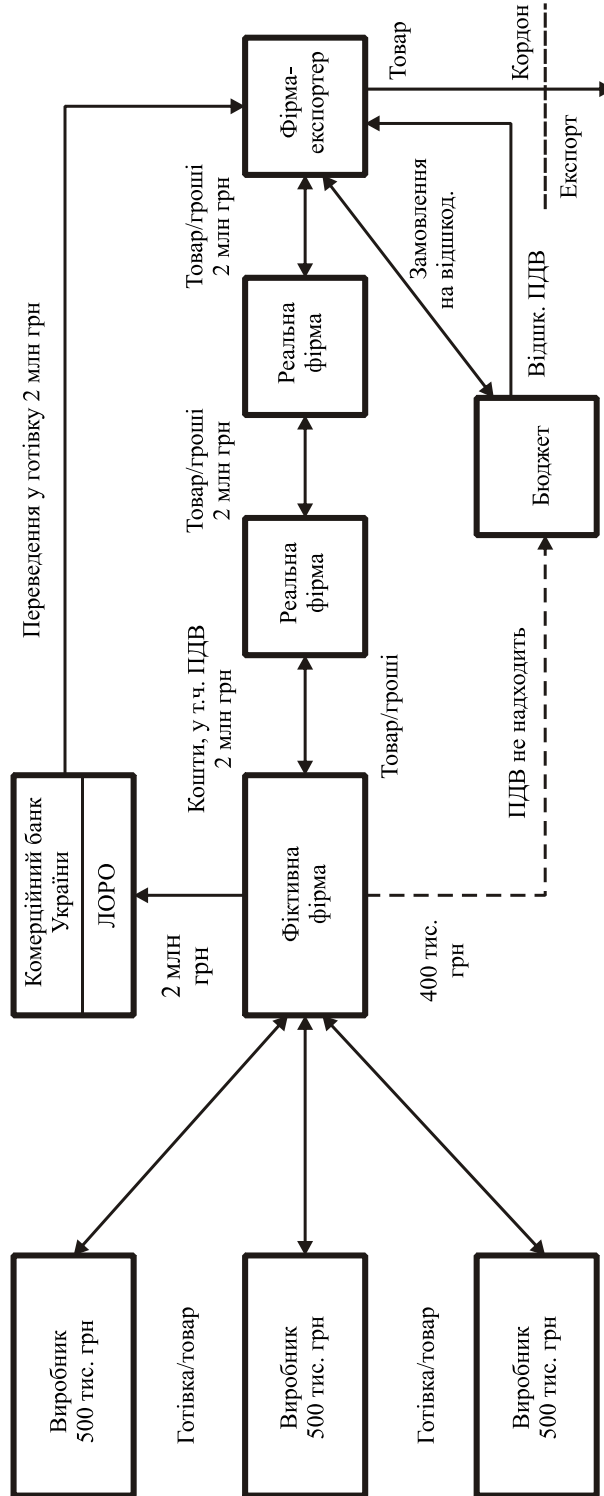 Виробник
500 тис. грн
Готівка/товар
Виробник
500 тис. грн
Готівка/товар
Виробник
500 тис. грн
Комерційний банк
України
ЛОРО
2 млн
грн
Фіктивна
фірма
400 тис.
грн
Переведення у готівку 2 млн грн
Кошти, у т.ч. ПДВ
2 млн грн
Товар/гроші
ПДВ не надходить
Реальна
фірма
Товар/гроші
2 млн грн
Реальна
фірма
Товар/гроші
2 млн грн
Бюджет
Замовлення
на відшкод.
Відшк. ПДВ
Фірма-
експортер
Товар
Кордон
Експорт